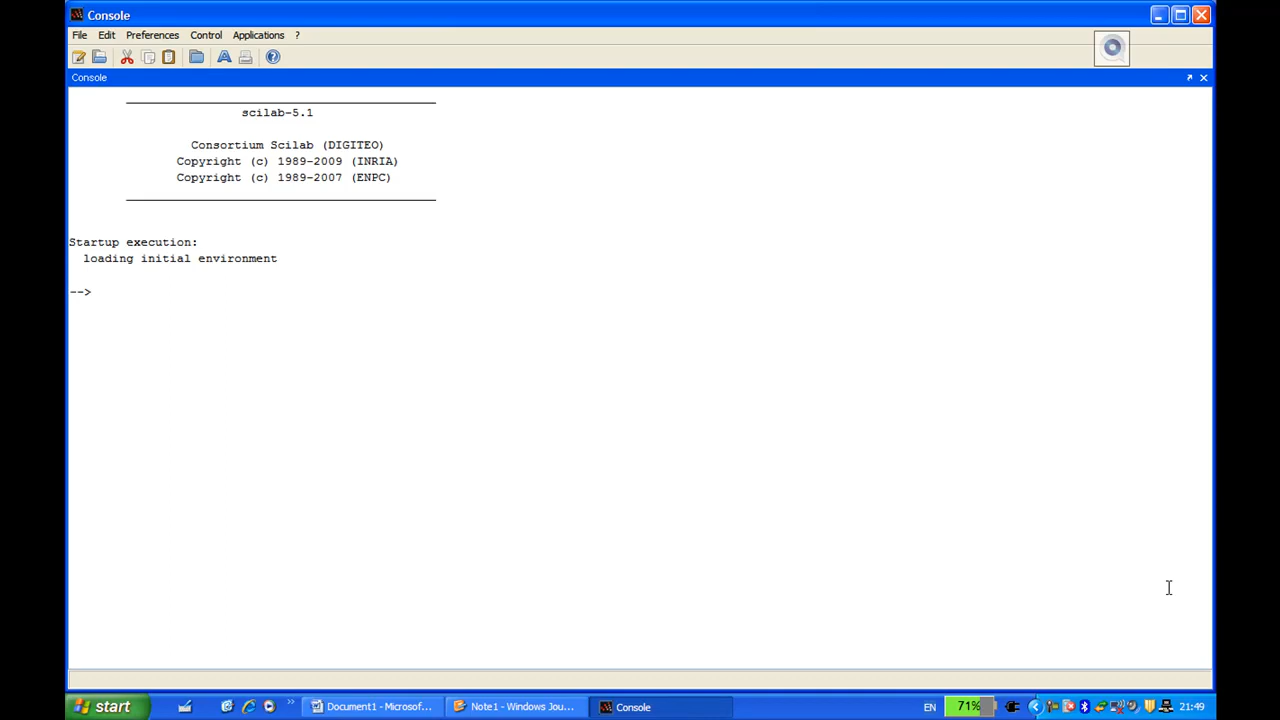 Console
File Edit Preferences Control Applications ?
Console
scilab-5.1
Consortium Scilab (DIGITEO)
Copyright (c) 1989-2009 (INRIA)
Copyright (c) 1989-2007 (ENPC)
Startup execution:
loading initial environment
-->
start Document1 - Microsof... Note1 - Windows Jou... Console EN 71% 21:49